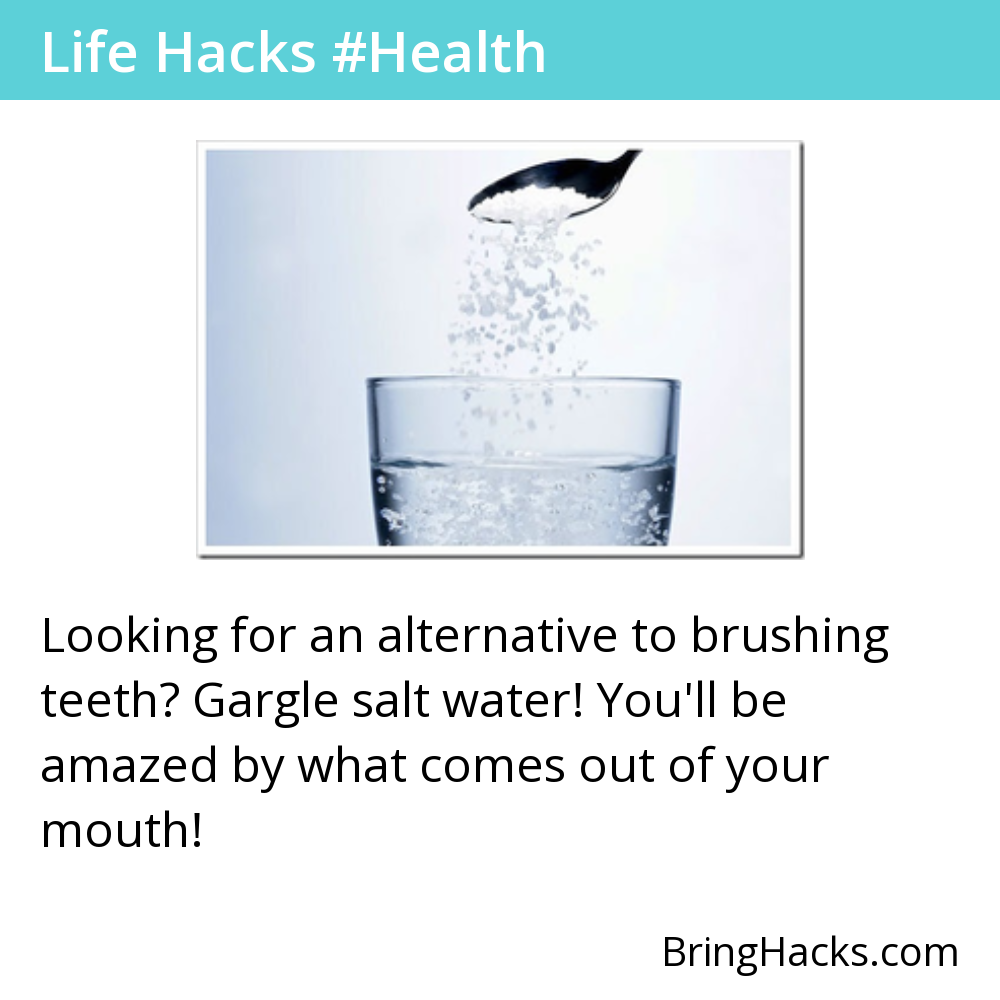 Life Hacks #Health
Looking for an alternative to brushing
teeth? Gargle salt water! You'll be
amazed by what comes out of your
mouth!
BringHacks.com